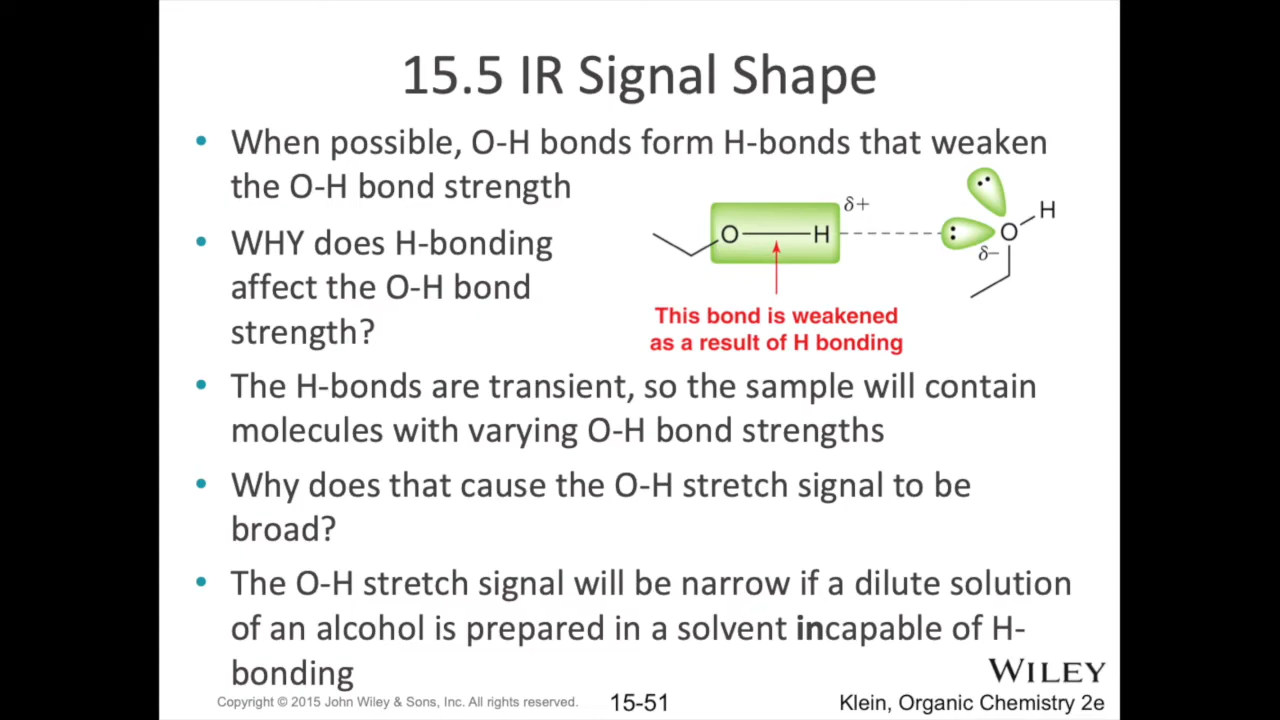 15.5 IR Signal Shape
• When possible, O-H bonds form H-bonds that weaken
the O-H bond strength
• WHY does H-bonding
affect the O-H bond
strength?
O H δ+ : O H
δ−
This bond is weakened
as a result of H bonding
• The H-bonds are transient, so the sample will contain
molecules with varying O-H bond strengths
• Why does that cause the O-H stretch signal to be
broad?
• The O-H stretch signal will be narrow if a dilute solution
of an alcohol is prepared in a solvent incapable of H-
bonding
WILEY
Copyright © 2015 John Wiley & Sons, Inc. All rights reserved. 15-51 Klein, Organic Chemistry 2e